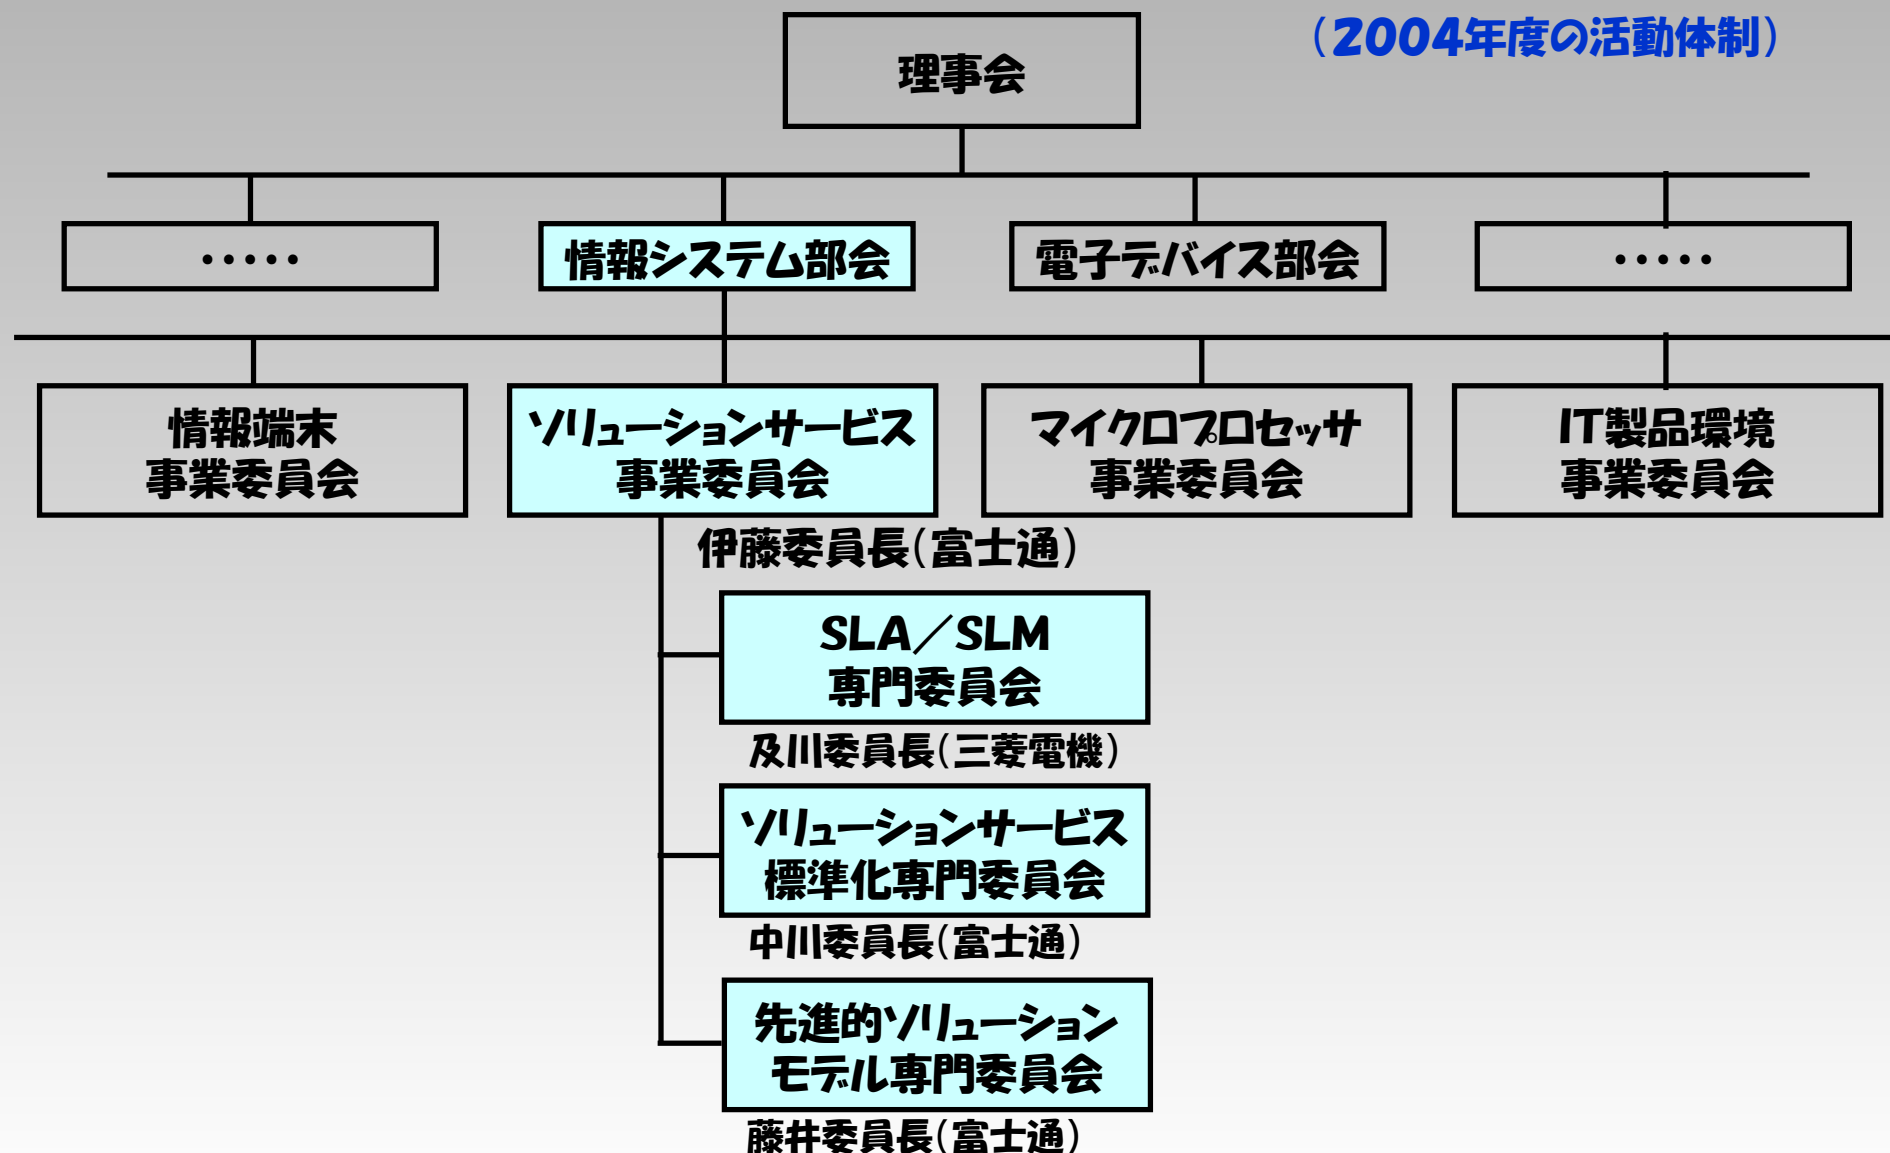 （2004年度の活動体制）
理事会
・・・・・
情報システム部会
電子デバイス部会
・・・・・
情報端末
事業委員会
ソリューションサービス
事業委員会
マイクロプロセッサ
事業委員会
IT製品環境
事業委員会
伊藤委員長（富士通）
SLA／SLM
専門委員会
及川委員長（三菱電機）
ソリューションサービス
標準化専門委員会
中川委員長（富士通）
先進的ソリューション
モデル専門委員会
藤井委員長（富士通）